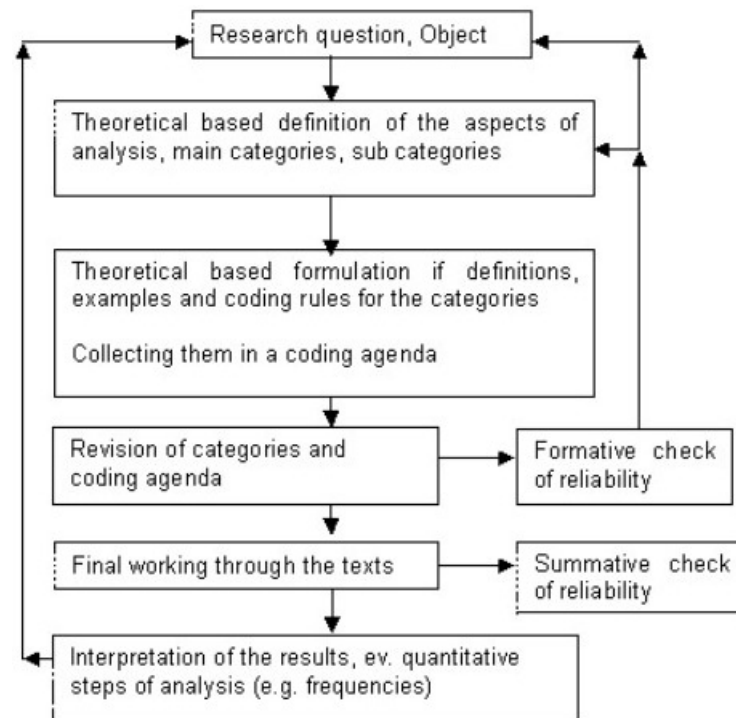 Research question, Object
Theoretical based definition of the aspects of
analysis, main categories, sub categories
Theoretical based formulation if definitions,
examples and coding rules for the categories
Collecting them in a coding agenda
Revision of categories and
coding agenda
Formative check
of reliability
Final working through the texts
Summative check
of reliability
Interpretation of the results, ev. quantitative
steps of analysis (e.g. frequencies)